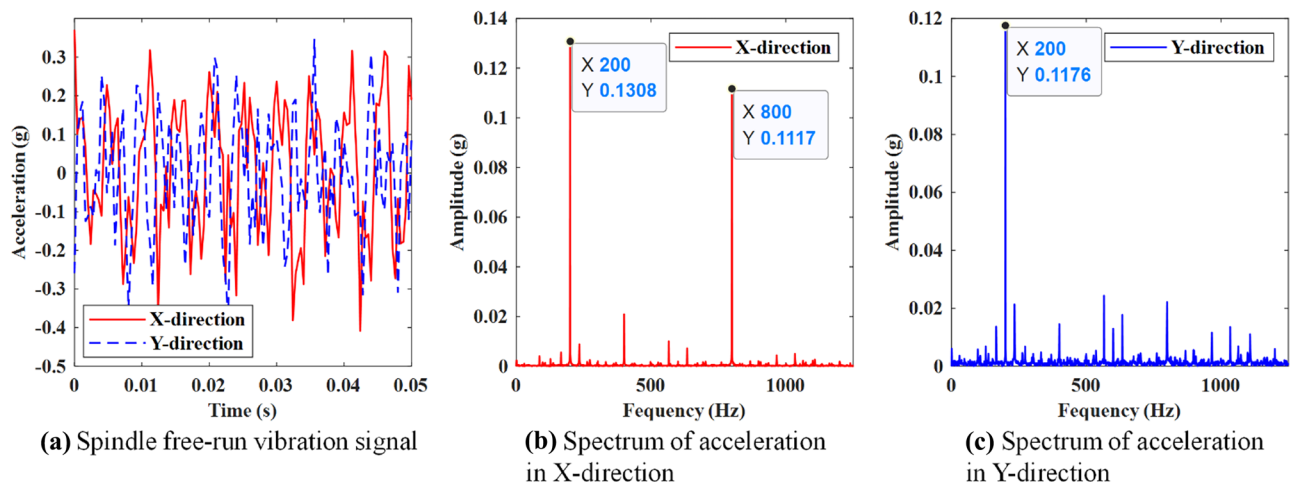 Acceleration (g)
0.3
0.2
0.1
0
-0.1
-0.2
-0.3
-0.4
-0.5
X-direction
Y-direction
0 0.01 0.02 0.03 0.04 0.05
Time (s)
(a) Spindle free-run vibration signal
Amplitude (g)
0.14
0.12
0.1
0.08
0.06
0.04
0.02
0
X-direction
X 200
Y 0.1308
X 800
Y 0.1117
0 500 1000
Fequency (Hz)
(b) Spectrum of acceleration
in X-direction
Amplitude (g)
0.12
0.1
0.08
0.06
0.04
0.02
0
Y-direction
X 200
Y 0.1176
0 500 1000
Fequency (Hz)
(c) Spectrum of acceleration
in Y-direction